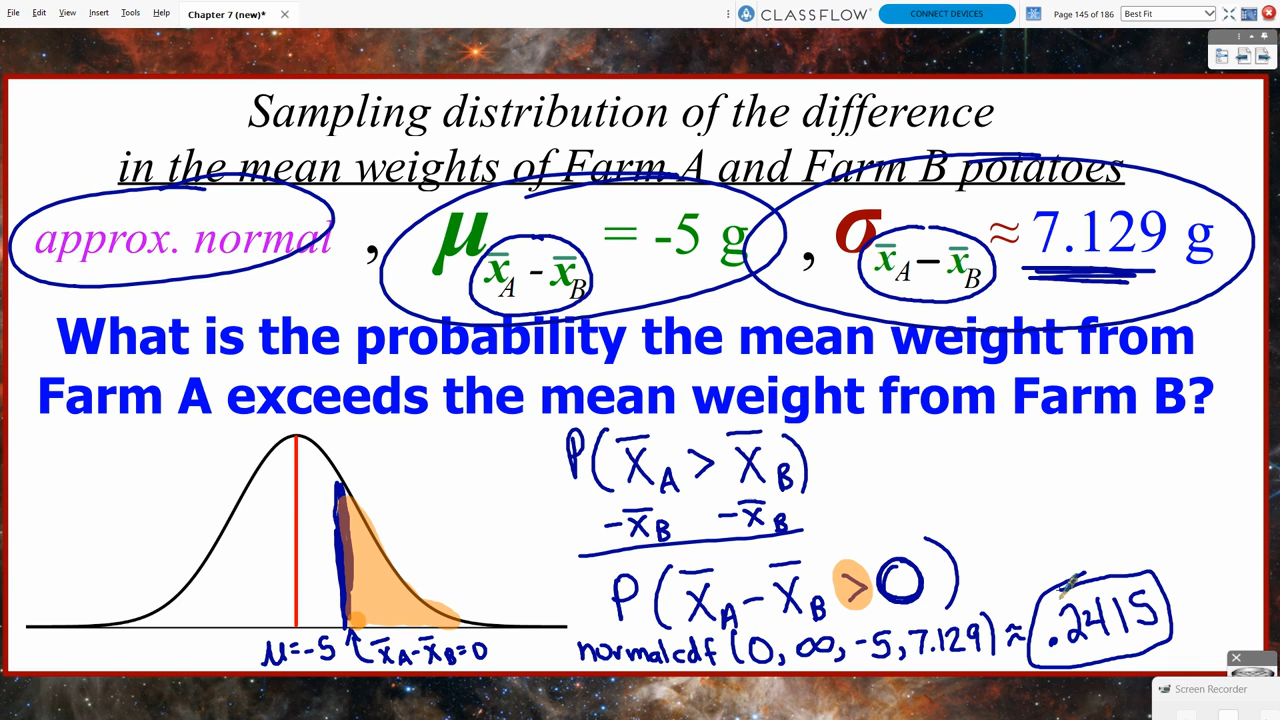 File Edit View Insert Tools Help
Chapter 7 (new)*
CLASSFLOW
CONNECT DEVICES
Page 145 of 186
Best Fit
Sampling distribution of the difference
in the mean weights of Farm A and Farm B potatoes
approx. normal , μ x̄A - x̄B = -5 g , σ x̄A – x̄B ≈ 7.129 g
What is the probability the mean weight from
Farm A exceeds the mean weight from Farm B?
P(x̄A > x̄B)
-x̄B -x̄B
P(x̄A - x̄B > 0)
normalcdf (0, ∞, -5, 7.129) ≈ .2415
μ=-5 x̄A-x̄B=0
Screen Recorder